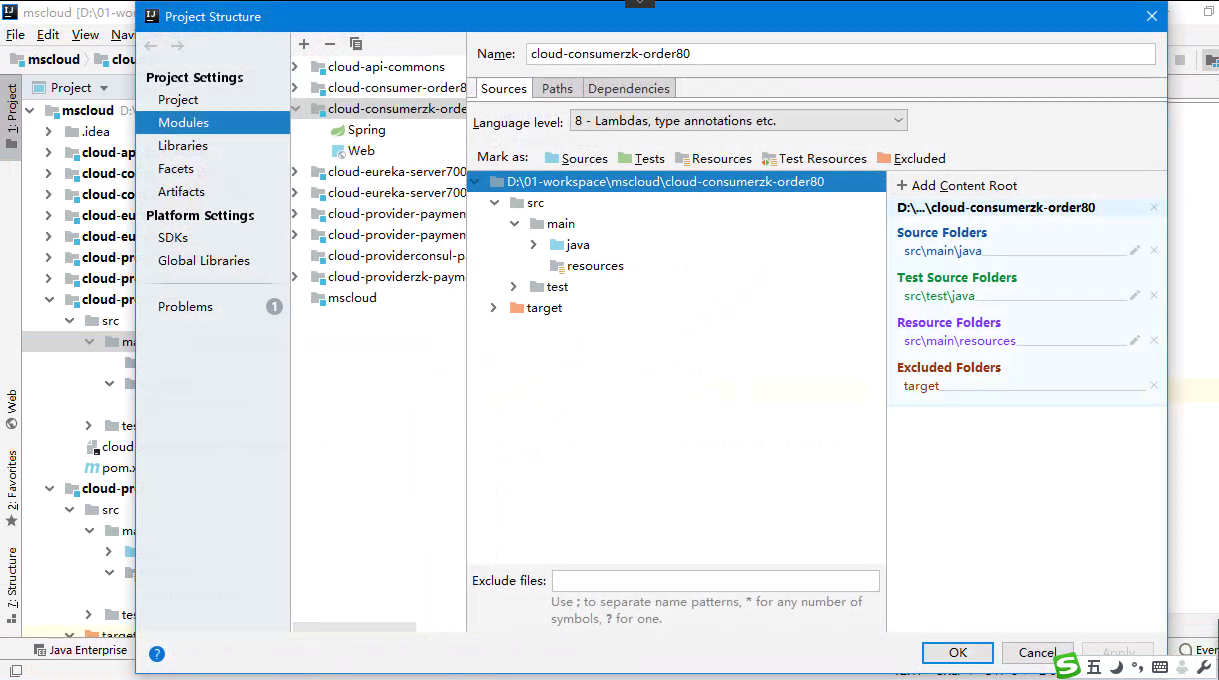 mscloud [D:\01-w
Project Structure
File Edit View Nav
mscloud
clou
Project
mscloud D:\
.idea
cloud-ap
cloud-co
cloud-co
cloud-eu
cloud-eu
cloud-pr
cloud-pr
cloud-pr
src
ma
tes
cloud
pom.x
cloud-pr
src
ma
tes
target
1: Project
Web
2: Favorites
7: Structure
Java Enterprise
Project Settings
Project
Modules
Libraries
Facets
Artifacts
Platform Settings
SDKs
Global Libraries
Problems 1
cloud-api-commons
cloud-consumer-order8
cloud-consumerzk-orde
Spring
Web
cloud-eureka-server700
cloud-eureka-server700
cloud-provider-paymen
cloud-provider-paymen
cloud-providerconsul-pa
cloud-providerzk-payme
mscloud
Name: cloud-consumerzk-order80
Sources Paths Dependencies
Language level: 8 - Lambdas, type annotations etc.
Mark as: Sources Tests Resources Test Resources Excluded
D:\01-workspace\mscloud\cloud-consumerzk-order80
src
main
java
resources
test
target
Exclude files:
Use ; to separate name patterns, * for any number of
symbols, ? for one.
+ Add Content Root
D:\...\cloud-consumerzk-order80
Source Folders
src\main\java
Test Source Folders
src\test\java
Resource Folders
src\main\resources
Excluded Folders
target
OK Cancel Apply
Even
五